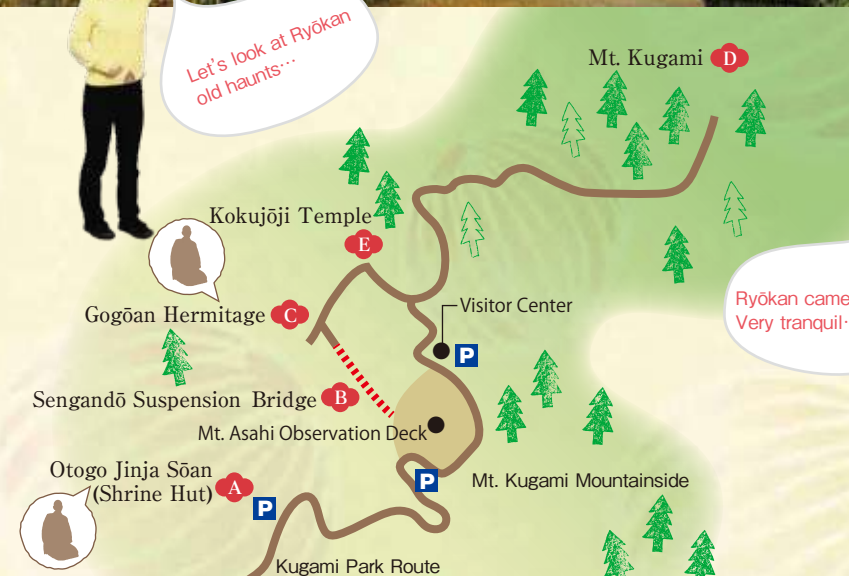 Let's look at Ryōkan
old haunts…
Mt. Kugami D
Kokujōji Temple
E
Gogōan Hermitage C
Visitor Center
P
Ryōkan came
Very tranquil…
Sengandō Suspension Bridge B
Mt. Asahi Observation Deck
Otogo Jinja Sōan
(Shrine Hut) A
P
P
Mt. Kugami Mountainside
Kugami Park Route